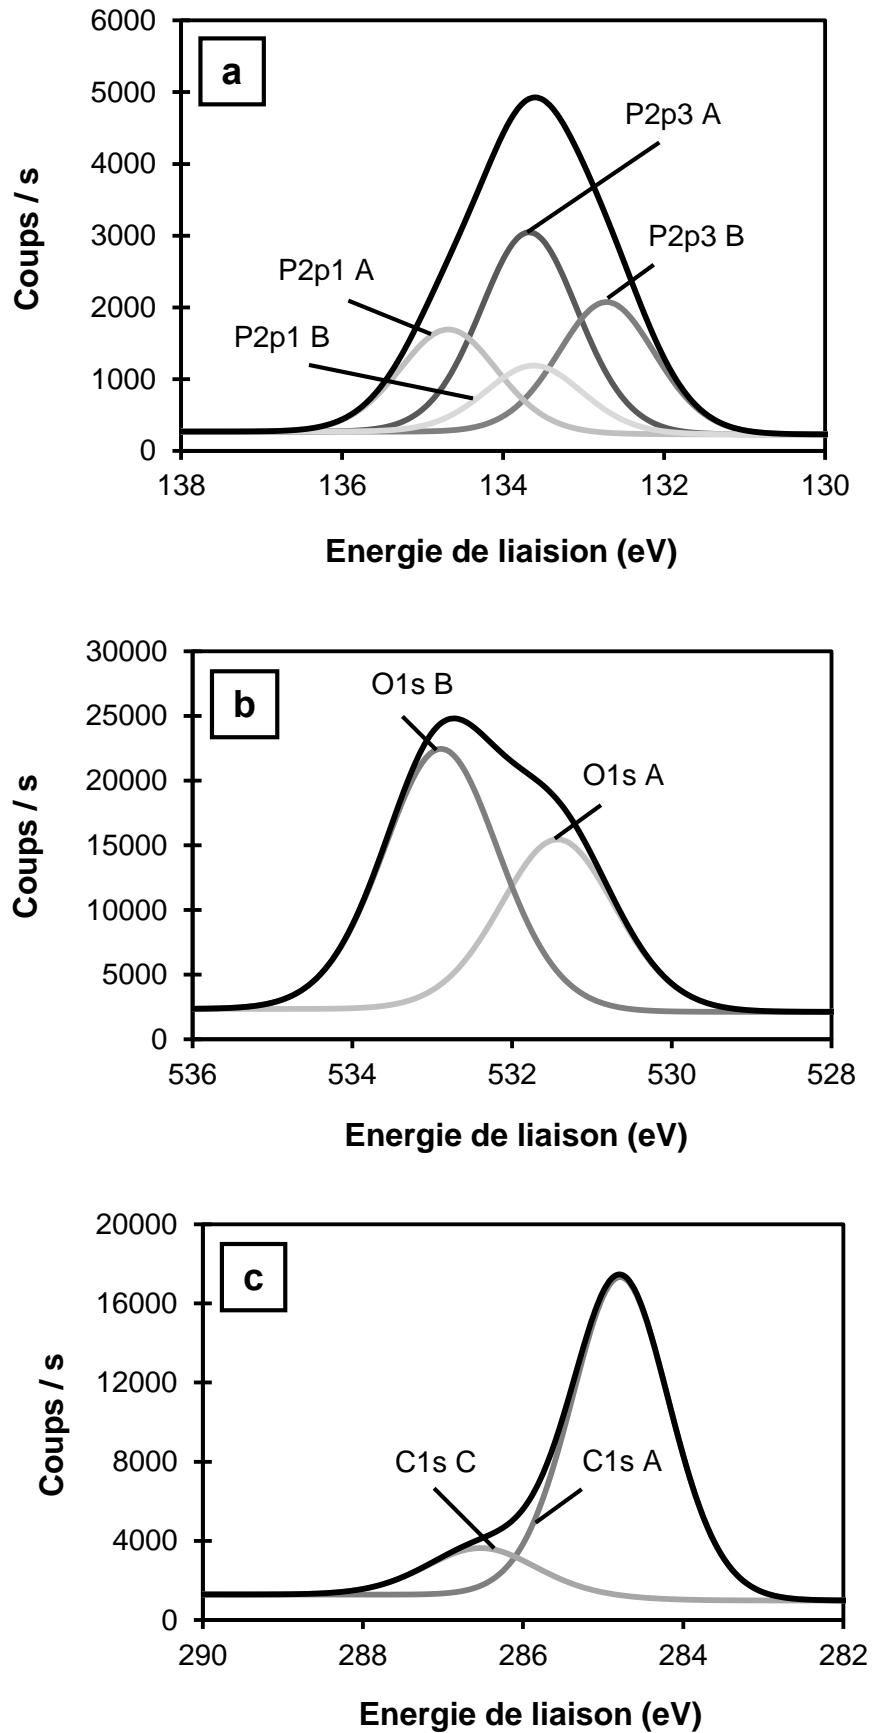 6000
a
5000
P2p3 A
4000
3000
P2p3 B
P2p1 A
2000
P2p1 B
1000
0
138 136 134 132 130
Coups / s
Energie de liaision (eV)
30000
b
O1s B
25000
O1s A
20000
15000
10000
5000
0
536 534 532 530 528
Coups / s
Energie de liaison (eV)
20000
c
16000
12000
8000
C1s C C1s A
4000
0
290 288 286 284 282
Coups / s
Energie de liaison (eV)